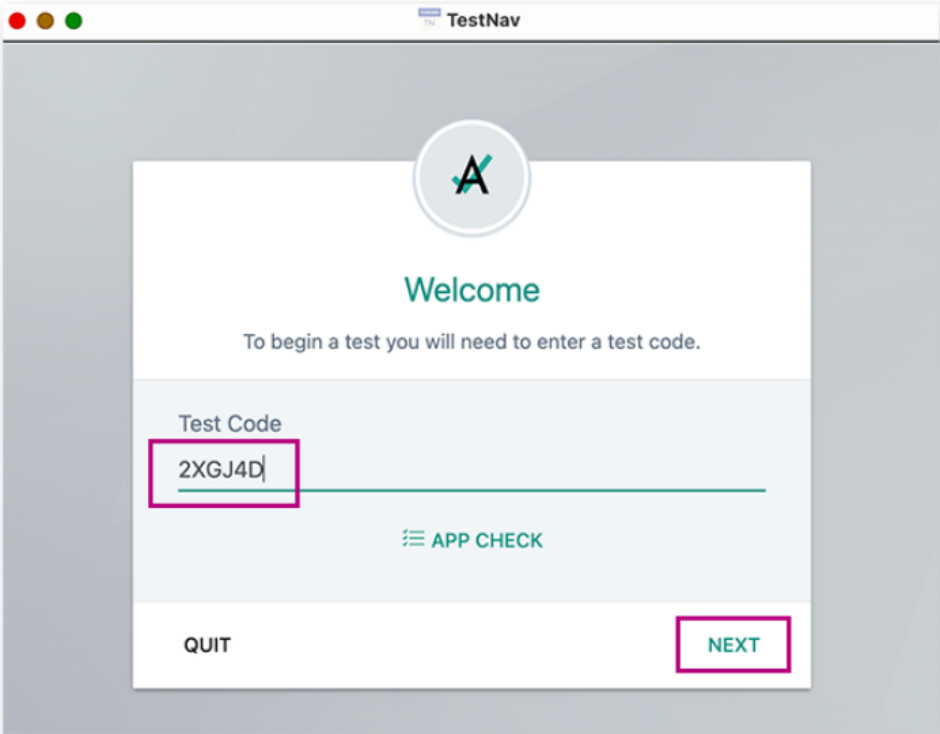 TN
TestNav
A
Welcome
To begin a test you will need to enter a test code.
Test Code
2XGJ4D
APP CHECK
QUIT
NEXT